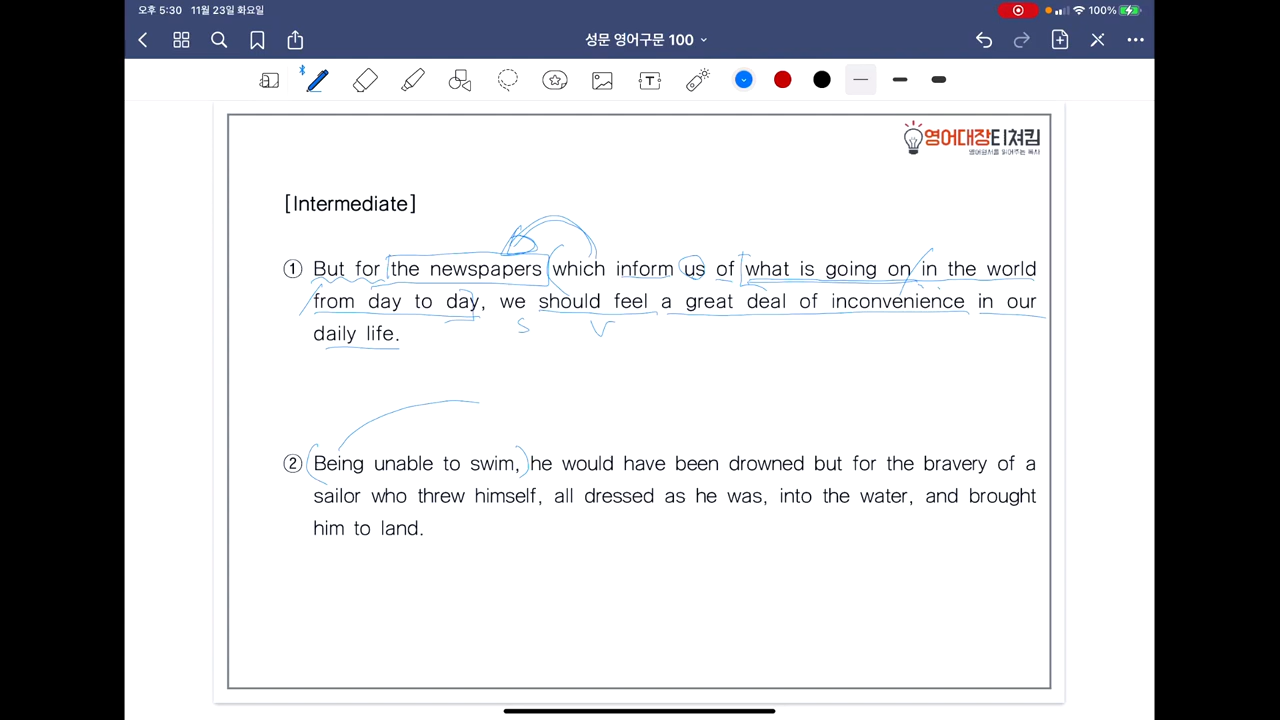 오후 5:30 11월 23일 화요일
100%
성문 영어구문 100
영어대장티쳐킴
[Intermediate]
① But for the newspapers which inform us of what is going on in the world
from day to day, we should feel a great deal of inconvenience in our
S V
daily life.
② Being unable to swim, he would have been drowned but for the bravery of a
sailor who threw himself, all dressed as he was, into the water, and brought
him to land.